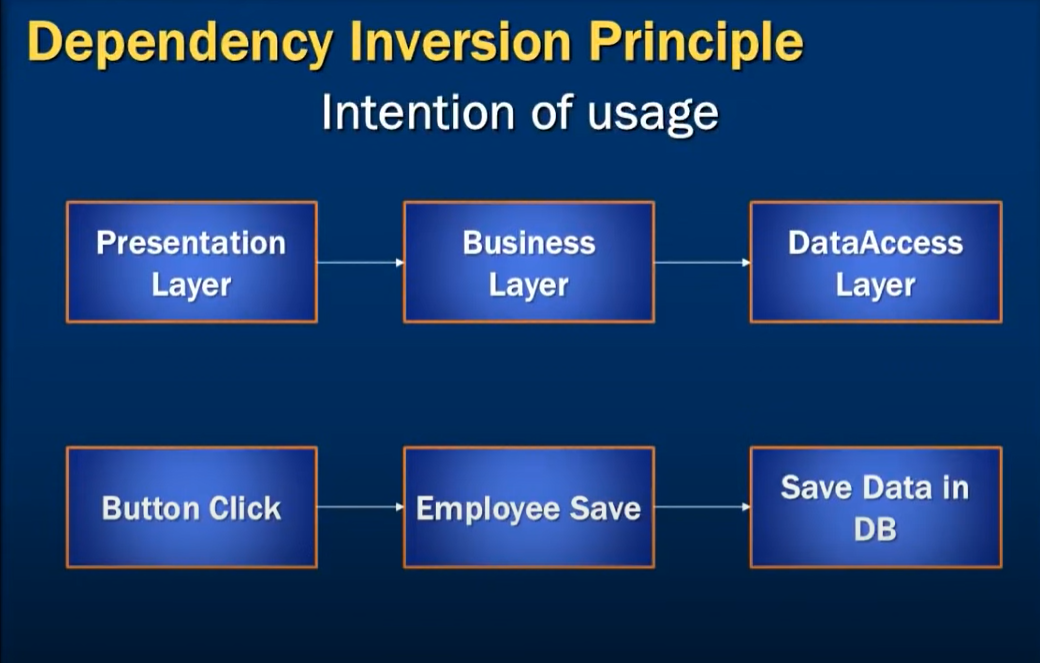 Dependency Inversion Principle
Intention of usage
Presentation
Layer
Business
Layer
DataAccess
Layer
Button Click
Employee Save
Save Data in
DB